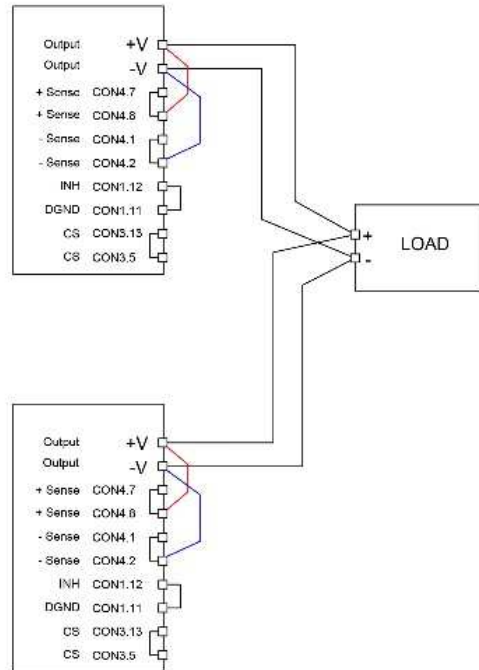 Output +V
Output -V
+ Sense CON4.7
+ Sense CON4.8
- Sense CON4.1
- Sense CON4.2
INH CON1.12
DGND CON1.11
CS CON3.13
CS CON3.5
+
LOAD
-
Output +V
Output -V
+ Sense CON4.7
+ Sense CON4.8
- Sense CON4.1
- Sense CON4.2
INH CON1.12
DGND CON1.11
CS CON3.13
CS CON3.5